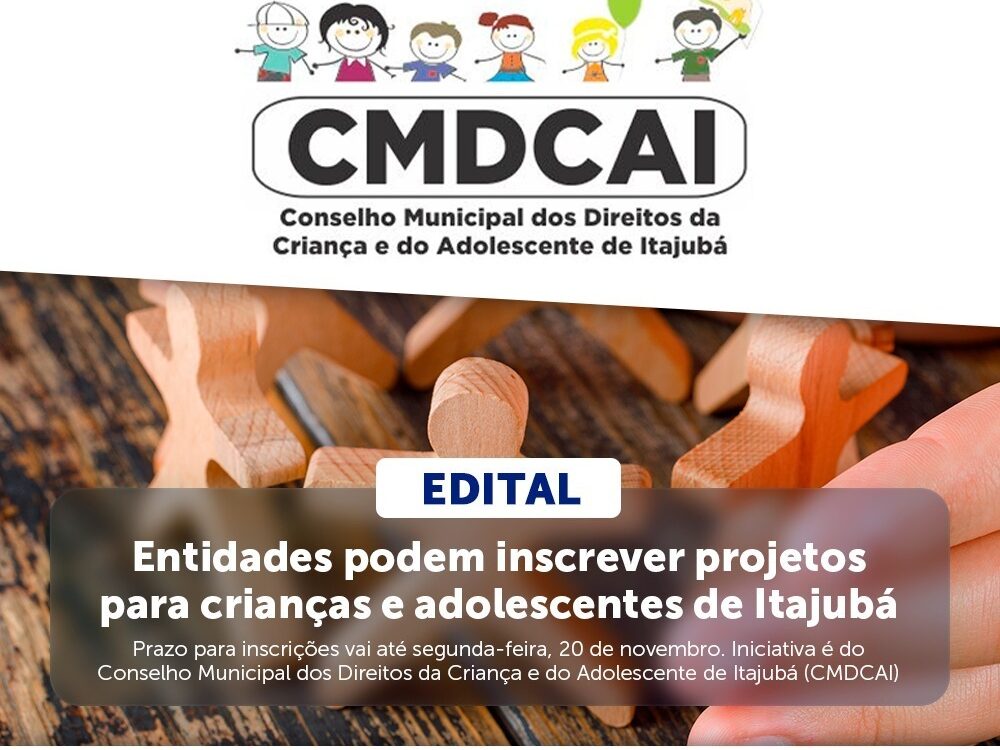 CMDCAI
Conselho Municipal dos Direitos da
Criança e do Adolescente de Itajubá
EDITAL
Entidades podem inscrever projetos
para crianças e adolescentes de Itajubá
Prazo para inscrições vai até segunda-feira, 20 de novembro. Iniciativa é do
Conselho Municipal dos Direitos da Criança e do Adolescente de Itajubá (CMDCAI)